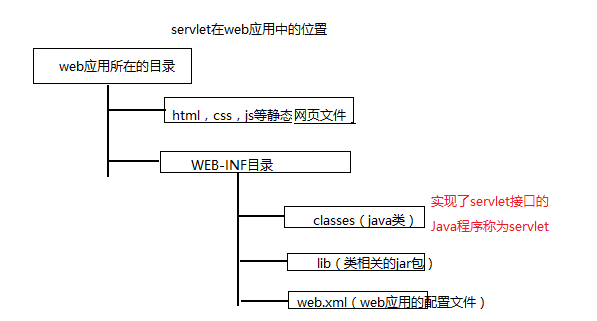 servlet在web应用中的位置
web应用所在的目录
html，css，js等静态网页文件．
WEB-INF目录
实现了servlet接口的
Java程序称为servlet
classes（java类）
lib（类相关的jar包）
web.xml（web应用的配置文件）